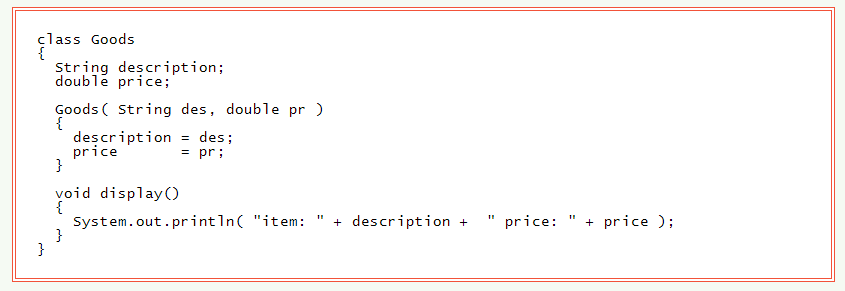 class Goods
{
  String description;
  double price;

  Goods( String des, double pr )
  {
    description = des;
    price       = pr;
  }

  void display()
  {
    System.out.println( "item: " + description +  " price: " + price );
  }
}